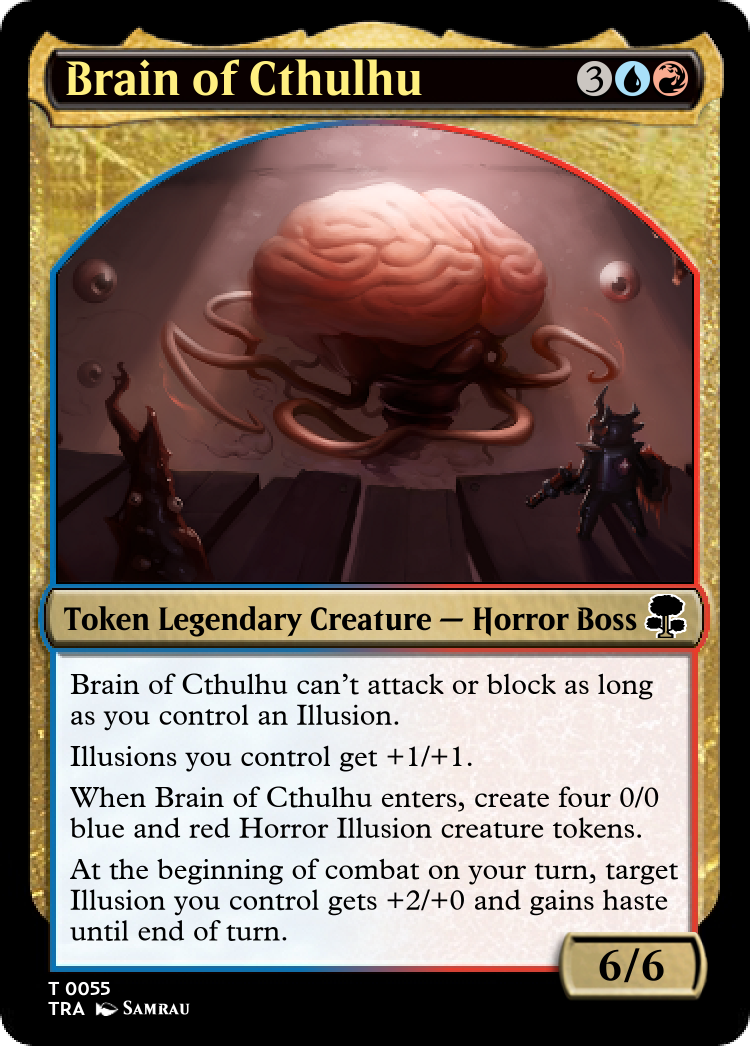 Brain of Cthulhu 3
Token Legendary Creature — Horror Boss
Brain of Cthulhu can't attack or block as long
as you control an Illusion.
Illusions you control get +1/+1.
When Brain of Cthulhu enters, create four 0/0
blue and red Horror Illusion creature tokens.
At the beginning of combat on your turn, target
Illusion you control gets +2/+0 and gains haste
until end of turn.
6/6
T 0055
TRA Samrau